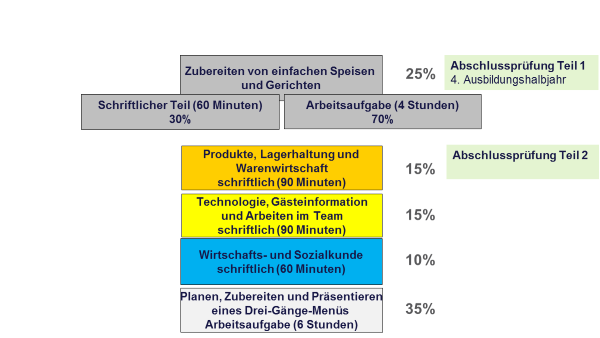 Zubereiten von einfachen Speisen
und Gerichten
25%
Abschlussprüfung Teil 1
4. Ausbildungshalbjahr
Schriftlicher Teil (60 Minuten)
30%
Arbeitsaufgabe (4 Stunden)
70%
Produkte, Lagerhaltung und
Warenwirtschaft
schriftlich (90 Minuten)
15%
Abschlussprüfung Teil 2
Technologie, Gästeinformation
und Arbeiten im Team
schriftlich (90 Minuten)
15%
Wirtschafts- und Sozialkunde
schriftlich (60 Minuten)
10%
Planen, Zubereiten und Präsentieren
eines Drei-Gänge-Menüs
Arbeitsaufgabe (6 Stunden)
35%